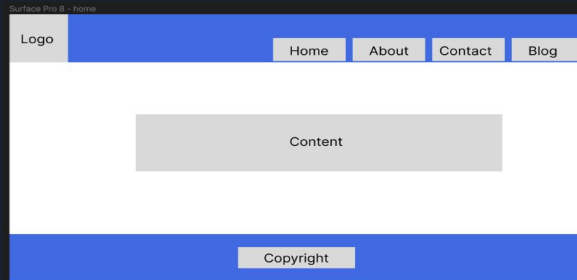 Surface Pro 8 - home
Logo
Home About Contact Blog
Content
Copyright